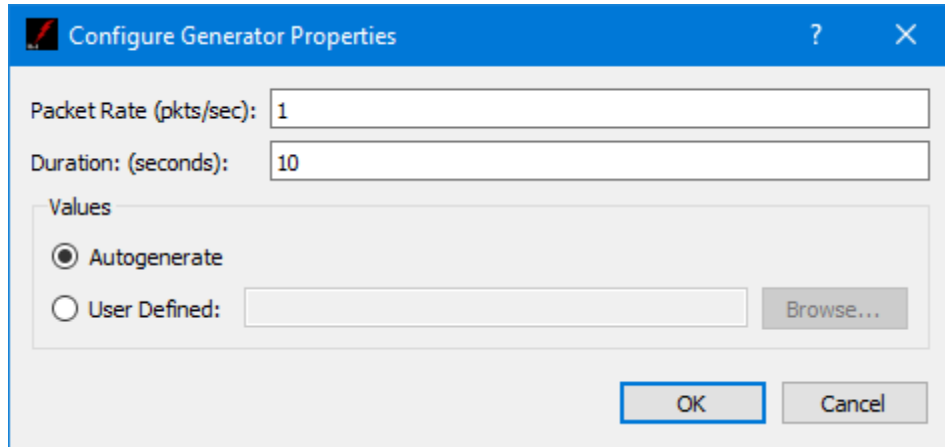 Configure Generator Properties
Packet Rate (pkts/sec): 1
Duration: (seconds): 10
Values
Autogenerate
User Defined: Browse...
OK Cancel